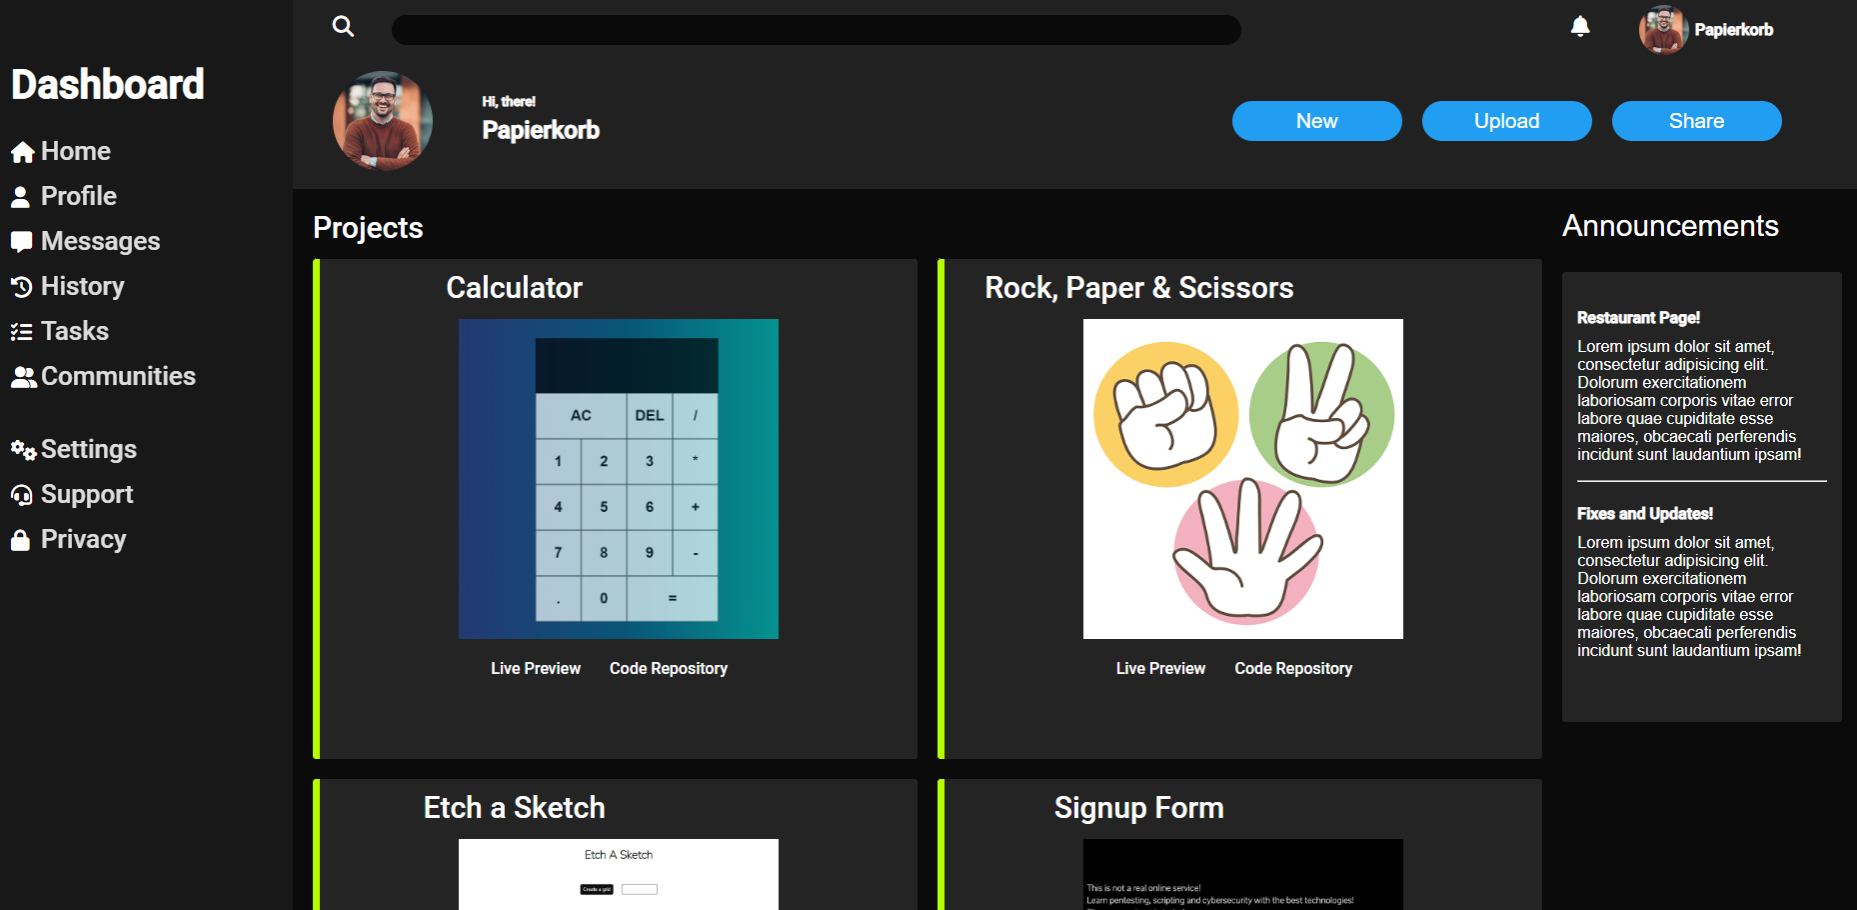 Papierkorb
Dashboard
Home
Profile
Messages
History
Tasks
Communities
Settings
Support
Privacy
Hi, there!
Papierkorb
New
Upload
Share
Projects
Calculator
AC DEL /
1 2 3 *
4 5 6 +
7 8 9 -
. 0 =
Live Preview Code Repository
Rock, Paper & Scissors
Live Preview Code Repository
Etch a Sketch
Etch A Sketch
Create a grid
Signup Form
This is not a real online service!
Learn pentesting, scripting and cybersecurity with the best technologies!
Announcements
Restaurant Page!
Lorem ipsum dolor sit amet,
consectetur adipisicing elit.
Dolorum exercitationem
laboriosam corporis vitae error
labore quae cupiditate esse
maiores, obcaecati perferendis
incidunt sunt laudantium ipsam!
Fixes and Updates!
Lorem ipsum dolor sit amet,
consectetur adipisicing elit.
Dolorum exercitationem
laboriosam corporis vitae error
labore quae cupiditate esse
maiores, obcaecati perferendis
incidunt sunt laudantium ipsam!